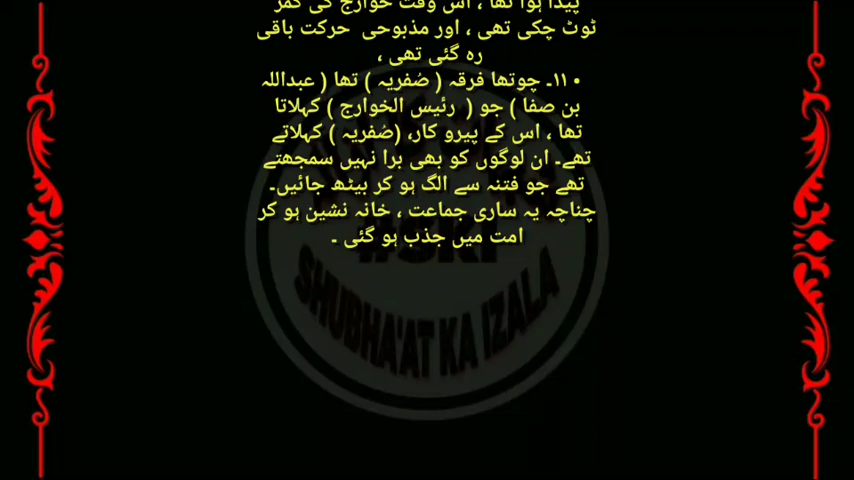 پیدا ہوا تھا ، اس وقت خوارج کی کمر
ٹوٹ چکی تھی ، اور مذبوحی حرکت باقی
رہ گئی تھی ،
• ١١۔ چوتھا فرقہ ( صُفریہ ) تھا ( عبداللہ
بن صفا ) جو ( رئیس الخوارج ) کہلاتا
تھا ، اس کے پیرو کار، (صُفریہ ) کہلاتے
تھے۔ ان لوگوں کو بھی برا نہیں سمجھتے
تھے جو فتنہ سے الگ ہو کر بیٹھ جائیں۔
چناچہ یہ ساری جماعت ، خانہ نشین ہو کر
امت میں جذب ہو گئی ۔
#SKI
SHUBHA'AT KA IZALA